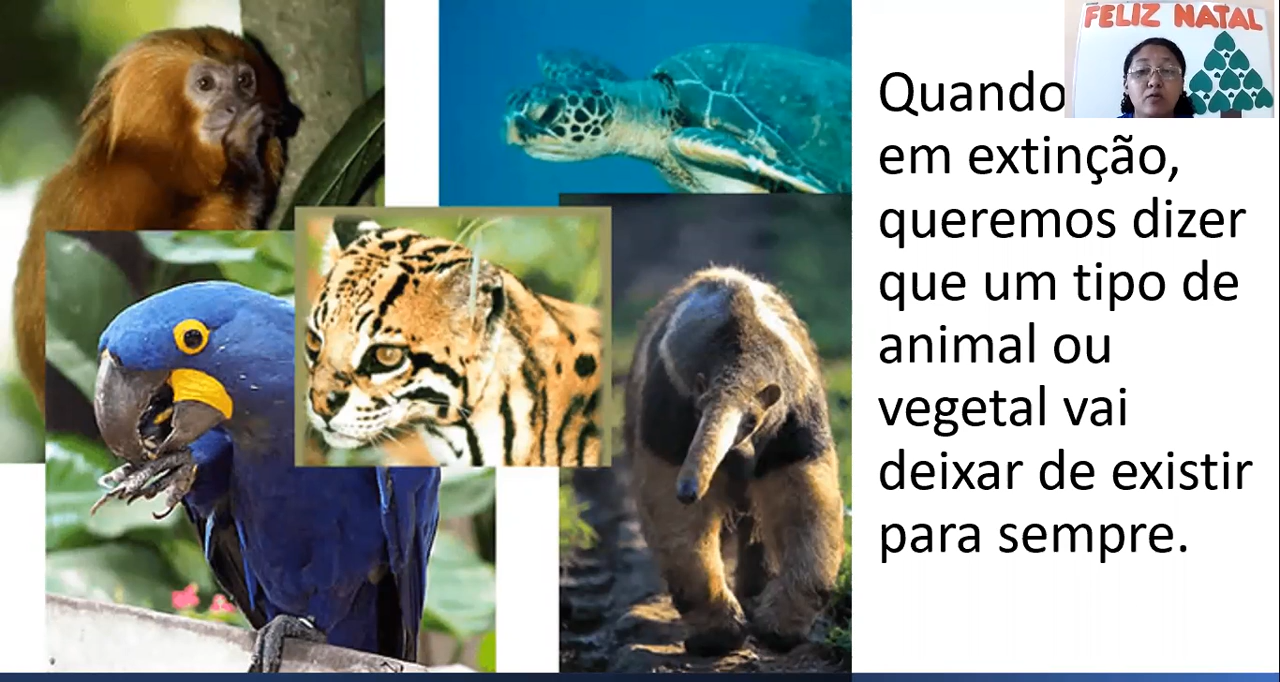 FELIZ NATAL
Quando
em extinção,
queremos dizer
que um tipo de
animal ou
vegetal vai
deixar de existir
para sempre.